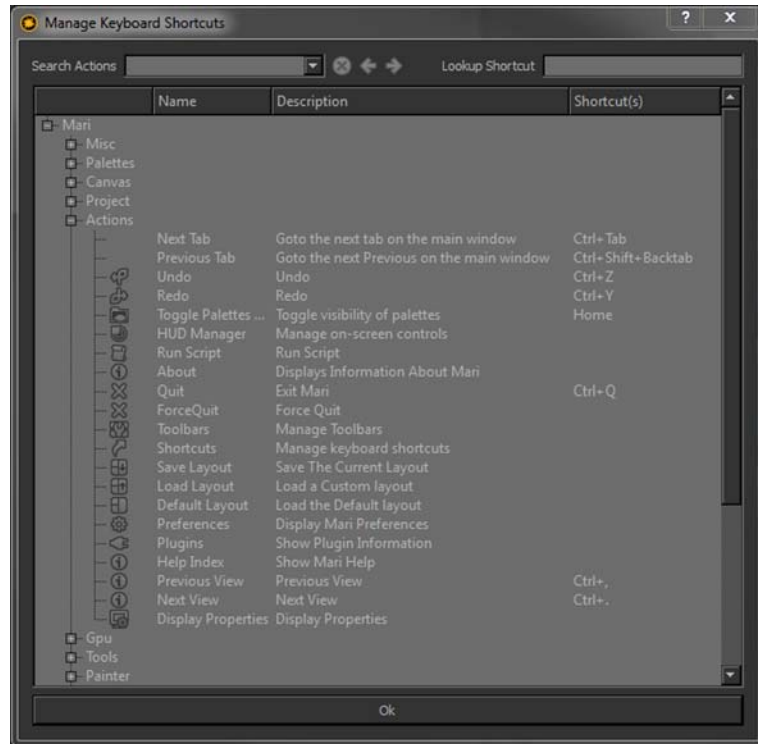 Manage Keyboard Shortcuts ? X
Search Actions Lookup Shortcut
Name Description Shortcut(s)
Mari
Misc
Palettes
Canvas
Project
Actions
Next Tab Goto the next tab on the main window Ctrl+Tab
Previous Tab Goto the next Previous on the main window Ctrl+Shift+Backtab
Undo Undo Ctrl+Z
Redo Redo Ctrl+Y
Toggle Palettes ... Toggle visibility of palettes Home
HUD Manager Manage on-screen controls
Run Script Run Script
About Displays Information About Mari
Quit Exit Mari Ctrl+Q
ForceQuit Force Quit
Toolbars Manage Toolbars
Shortcuts Manage keyboard shortcuts
Save Layout Save The Current Layout
Load Layout Load a Custom layout
Default Layout Load the Default layout
Preferences Display Mari Preferences
Plugins Show Plugin Information
Help Index Show Mari Help
Previous View Previous View Ctrl+,
Next View Next View Ctrl+.
Display Properties Display Properties
Gpu
Tools
Painter
Ok